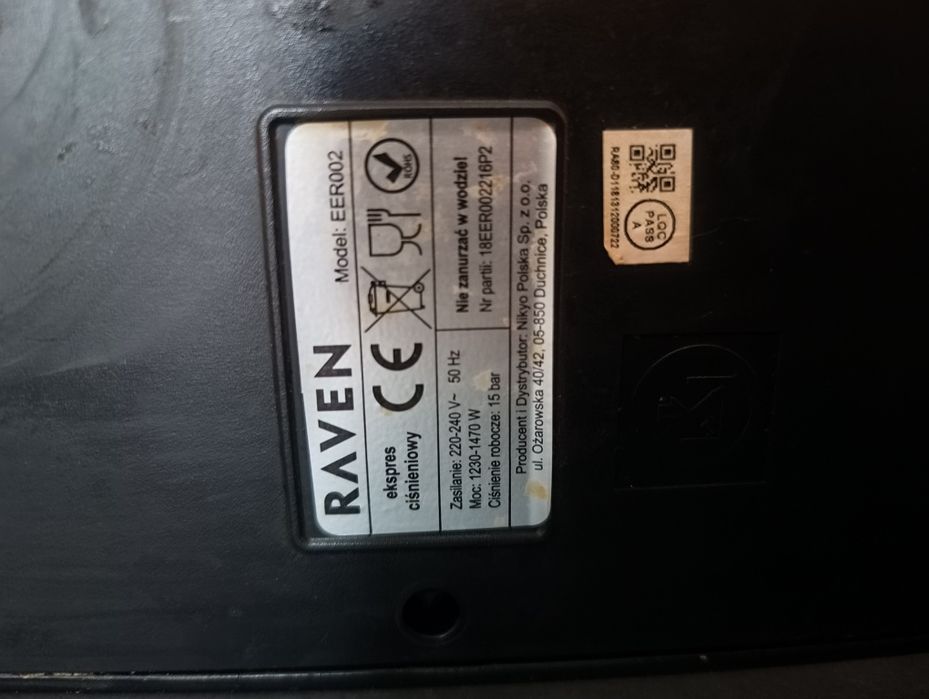 RAVEN
Model: EER002
ekspres
ciśnieniowy
CE
ROHS
Zasilanie: 220-240 V~ 50 Hz
Moc: 1230-1470 W
Ciśnienie robocze: 15 bar
Nie zanurzać w wodzie!
Nr partii: 18EER002216P2
Producent i Dystrybutor: Nikyo Polska Sp. z o.o.
ul. Ożarowska 40/42, 05-850 Duchnice, Polska
LQC
PASS
A